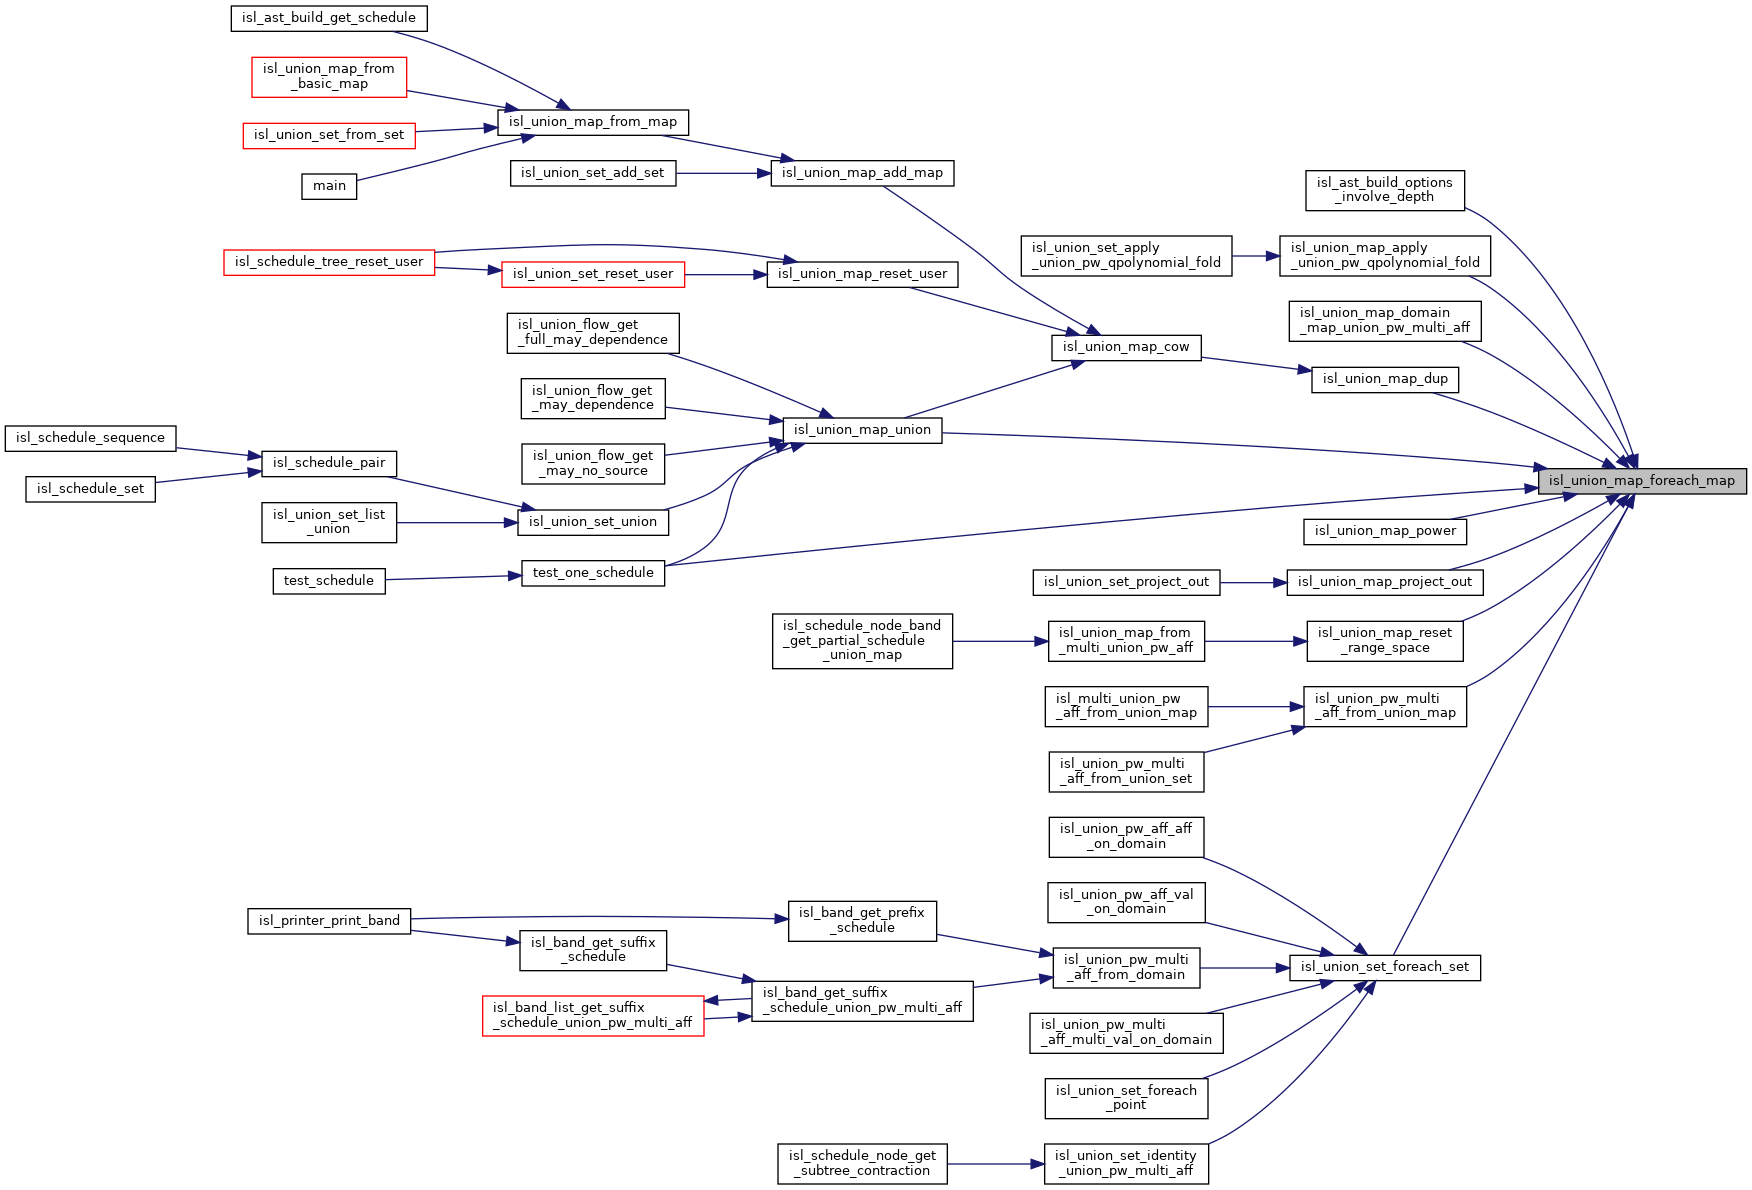 isl_ast_build_get_schedule
isl_union_map_from
_basic_map
isl_union_set_from_set
main
isl_union_map_from_map
isl_union_set_add_set
isl_union_map_add_map
isl_schedule_tree_reset_user
isl_union_set_reset_user
isl_union_map_reset_user
isl_union_flow_get
_full_may_dependence
isl_union_flow_get
_may_dependence
isl_union_flow_get
_may_no_source
isl_union_map_union
isl_union_map_cow
isl_union_map_dup
isl_ast_build_options
_involve_depth
isl_union_set_apply
_union_pw_qpolynomial_fold
isl_union_map_apply
_union_pw_qpolynomial_fold
isl_union_map_domain
_map_union_pw_multi_aff
isl_union_map_foreach_map
isl_schedule_sequence
isl_schedule_set
isl_schedule_pair
isl_union_set_list
_union
isl_union_set_union
test_schedule
test_one_schedule
isl_union_map_power
isl_union_set_project_out
isl_union_map_project_out
isl_schedule_node_band
_get_partial_schedule
_union_map
isl_union_map_from
_multi_union_pw_aff
isl_union_map_reset
_range_space
isl_multi_union_pw
_aff_from_union_map
isl_union_pw_multi
_aff_from_union_map
isl_union_pw_multi
_aff_from_union_set
isl_union_pw_aff_aff
_on_domain
isl_union_pw_aff_val
_on_domain
isl_printer_print_band
isl_band_get_prefix
_schedule
isl_band_get_suffix
_schedule
isl_union_pw_multi
_aff_from_domain
isl_union_set_foreach_set
isl_band_list_get_suffix
_schedule_union_pw_multi_aff
isl_band_get_suffix
_schedule_union_pw_multi_aff
isl_union_pw_multi
_aff_multi_val_on_domain
isl_union_set_foreach
_point
isl_schedule_node_get
_subtree_contraction
isl_union_set_identity
_union_pw_multi_aff